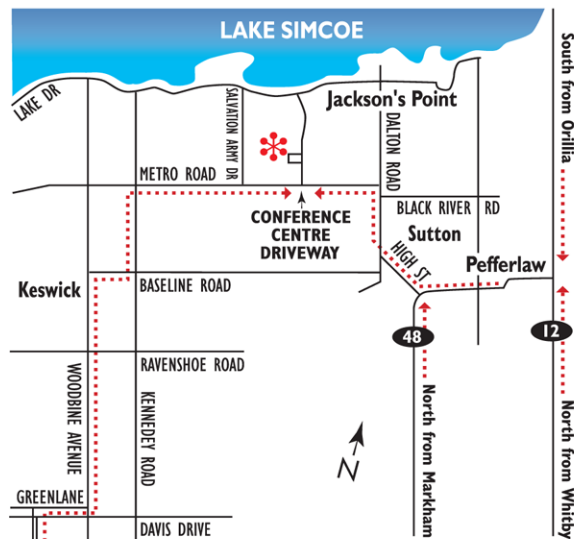 LAKE SIMCOE
South from Orillia
LAKE DR
SALVATION ARMY DR
Jackson's Point
DALTON ROAD
METRO ROAD
CONFERENCE
CENTRE
DRIVEWAY
BLACK RIVER RD
Sutton
HIGH ST
Pefferlaw
Keswick
BASELINE ROAD
48
12
RAVENSHOE ROAD
WOODBINE AVENUE
KENNEDEY ROAD
North from Markham
North from Whitby
N
GREENLANE
DAVIS DRIVE